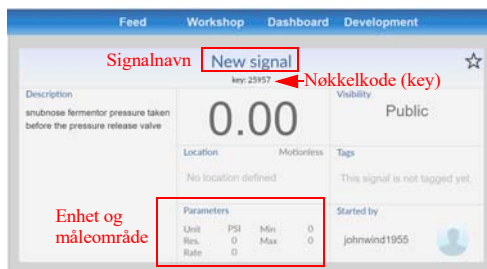 Feed Workshop Dashboard Development
Signalnavn New signal
key: 25957 Nøkkelkode (key)
Description
snubnose fermentor pressure taken
before the pressure release valve
0.00
Visibility
Public
Location Motionless
No location defined
Tags
This signal is not tagged yet
Enhet og
måleområde
Parameters
Unit PSI Min 0
Res. 0 Max 0
Rate 0
Started by
johnwind1955